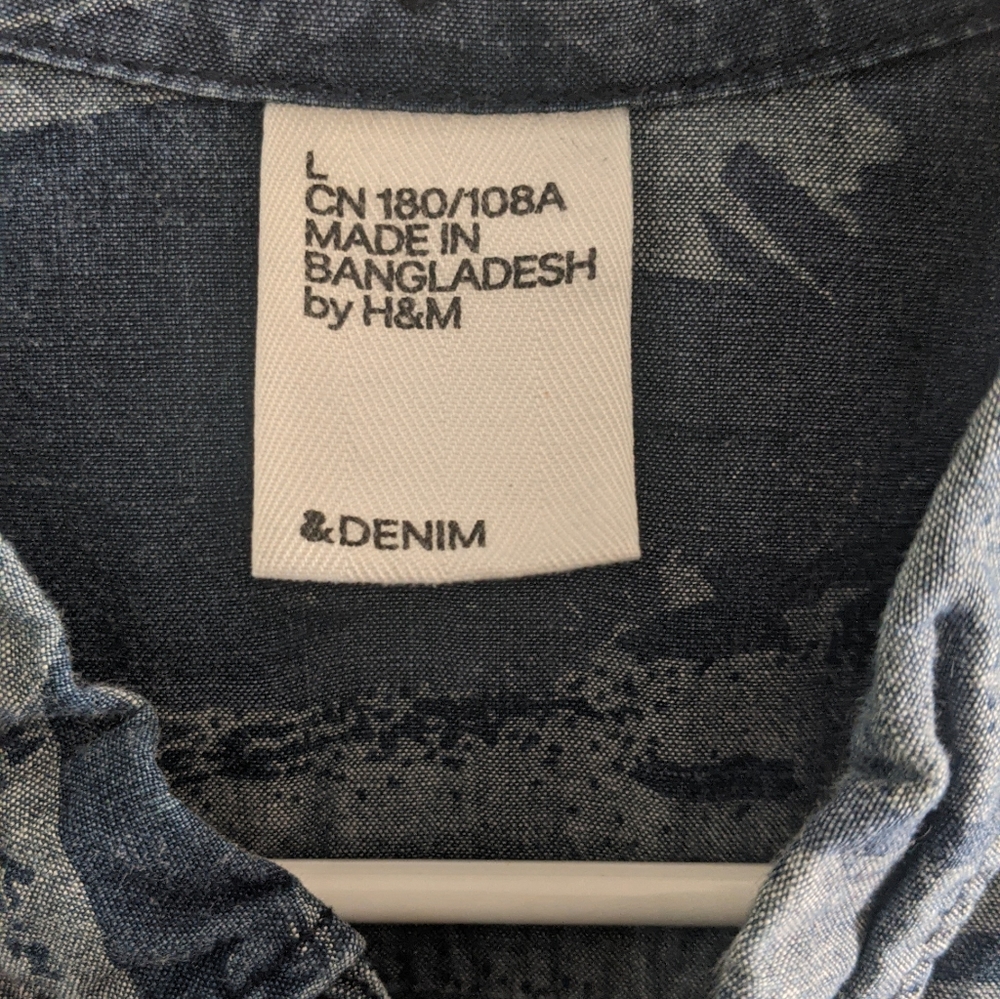 L
CN 180/108A
MADE IN
BANGLADESH
by H&M
&DENIM